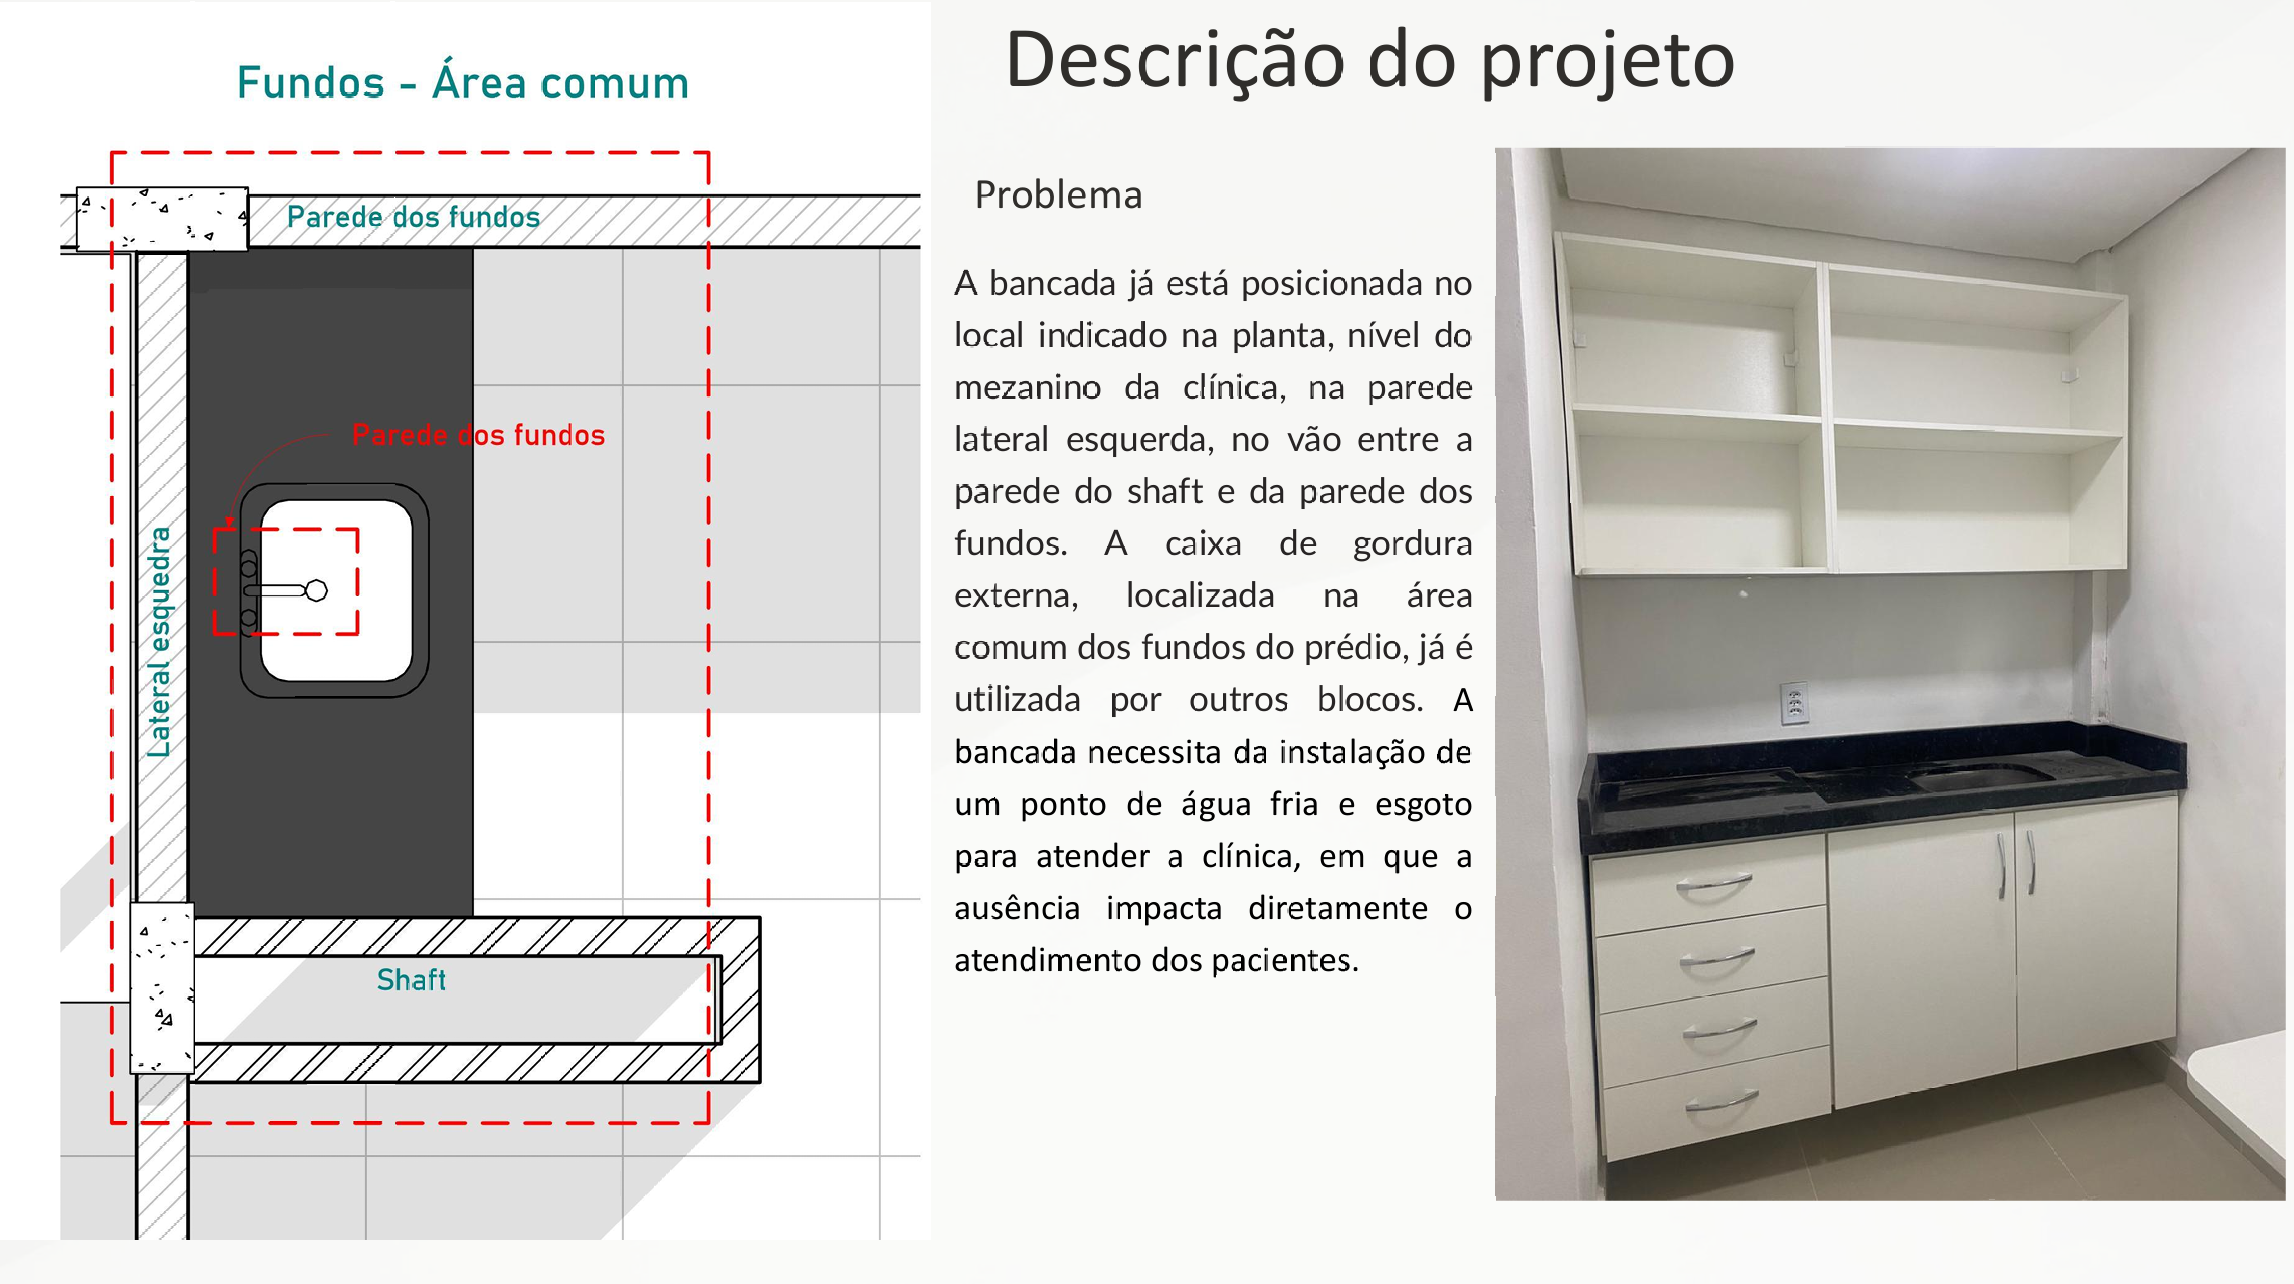 Descrição do projeto
Fundos - Área comum
Parede dos fundos
Parede dos fundos
Lateral esquedra
Shaft
Problema
A bancada já está posicionada no
local indicado na planta, nível do
mezanino da clínica, na parede
lateral esquerda, no vão entre a
parede do shaft e da parede dos
fundos. A caixa de gordura
externa, localizada na área
comum dos fundos do prédio, já é
utilizada por outros blocos. A
bancada necessita da instalação de
um ponto de água fria e esgoto
para atender a clínica, em que a
ausência impacta diretamente o
atendimento dos pacientes.